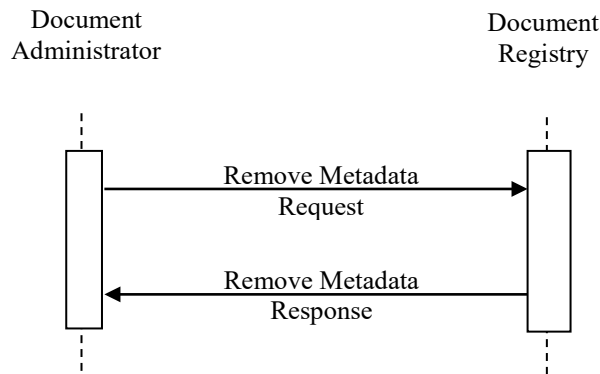 Document
Administrator
Document
Registry
Remove Metadata
Request
Remove Metadata
Response